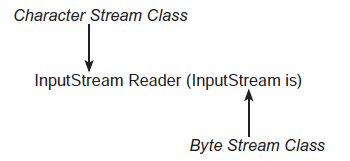 Character Stream Class
InputStream Reader (InputStream is)
Byte Stream Class